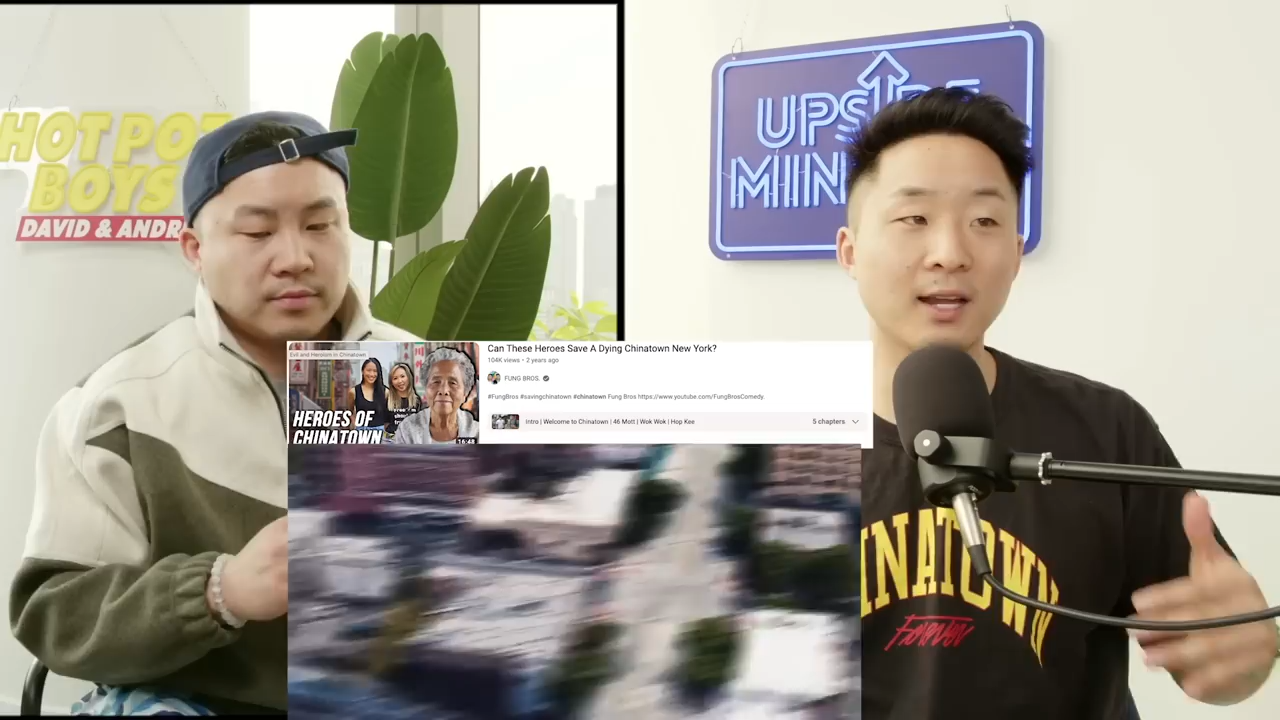 HOT POT
BOYS
DAVID & ANDR
UPSIDE
MIN
Evil and Heroism in Chinatown
HEROES OF
CHINATOWN
16:48
Can These Heroes Save A Dying Chinatown New York?
104K views • 2 years ago
FUNG BROS.
#FungBros #savingchinatown #chinatown Fung Bros https://www.youtube.com/FungBrosComedy.
Intro | Welcome to Chinatown | 46 Mott | Wok Wok | Hop Kee
5 chapters
INATOWN
Forever